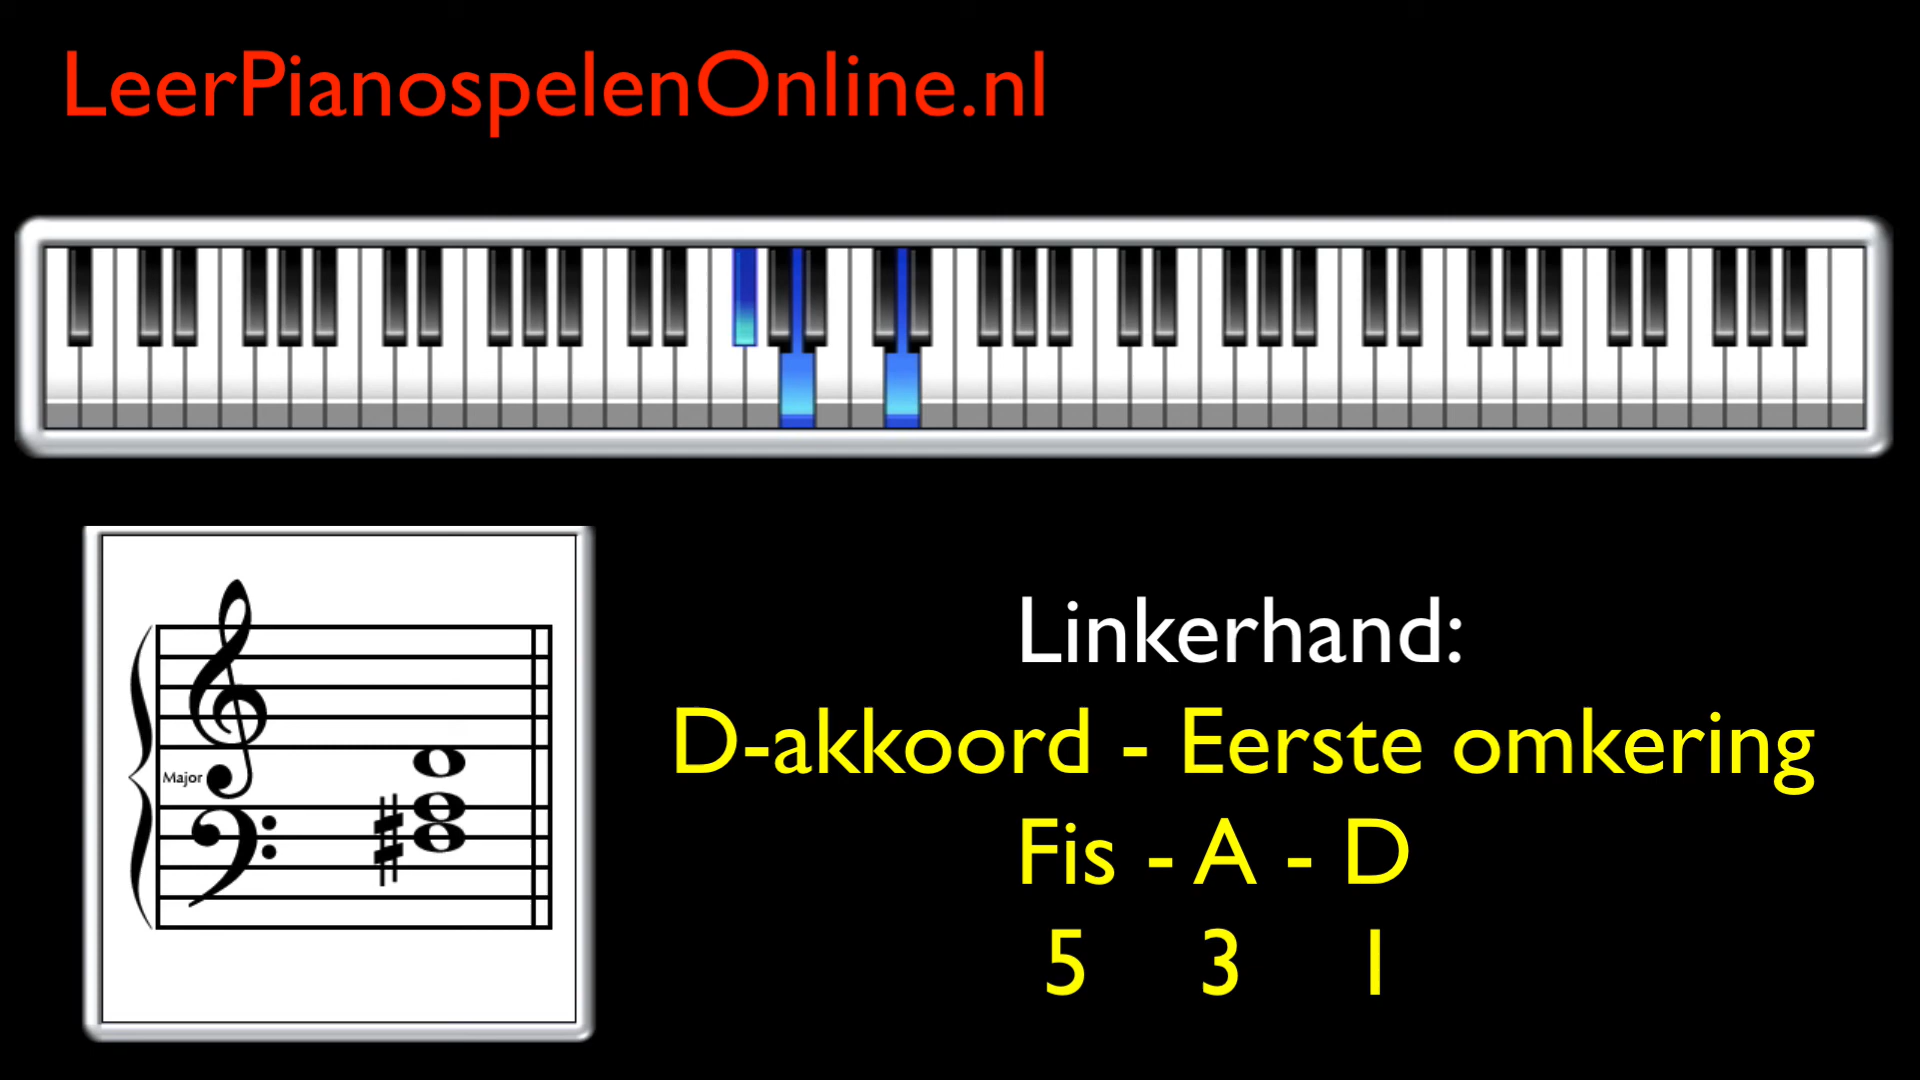 LeerPianospelenOnline.nl
Major
Linkerhand:
D-akkoord - Eerste omkering
Fis - A - D
5 3 1